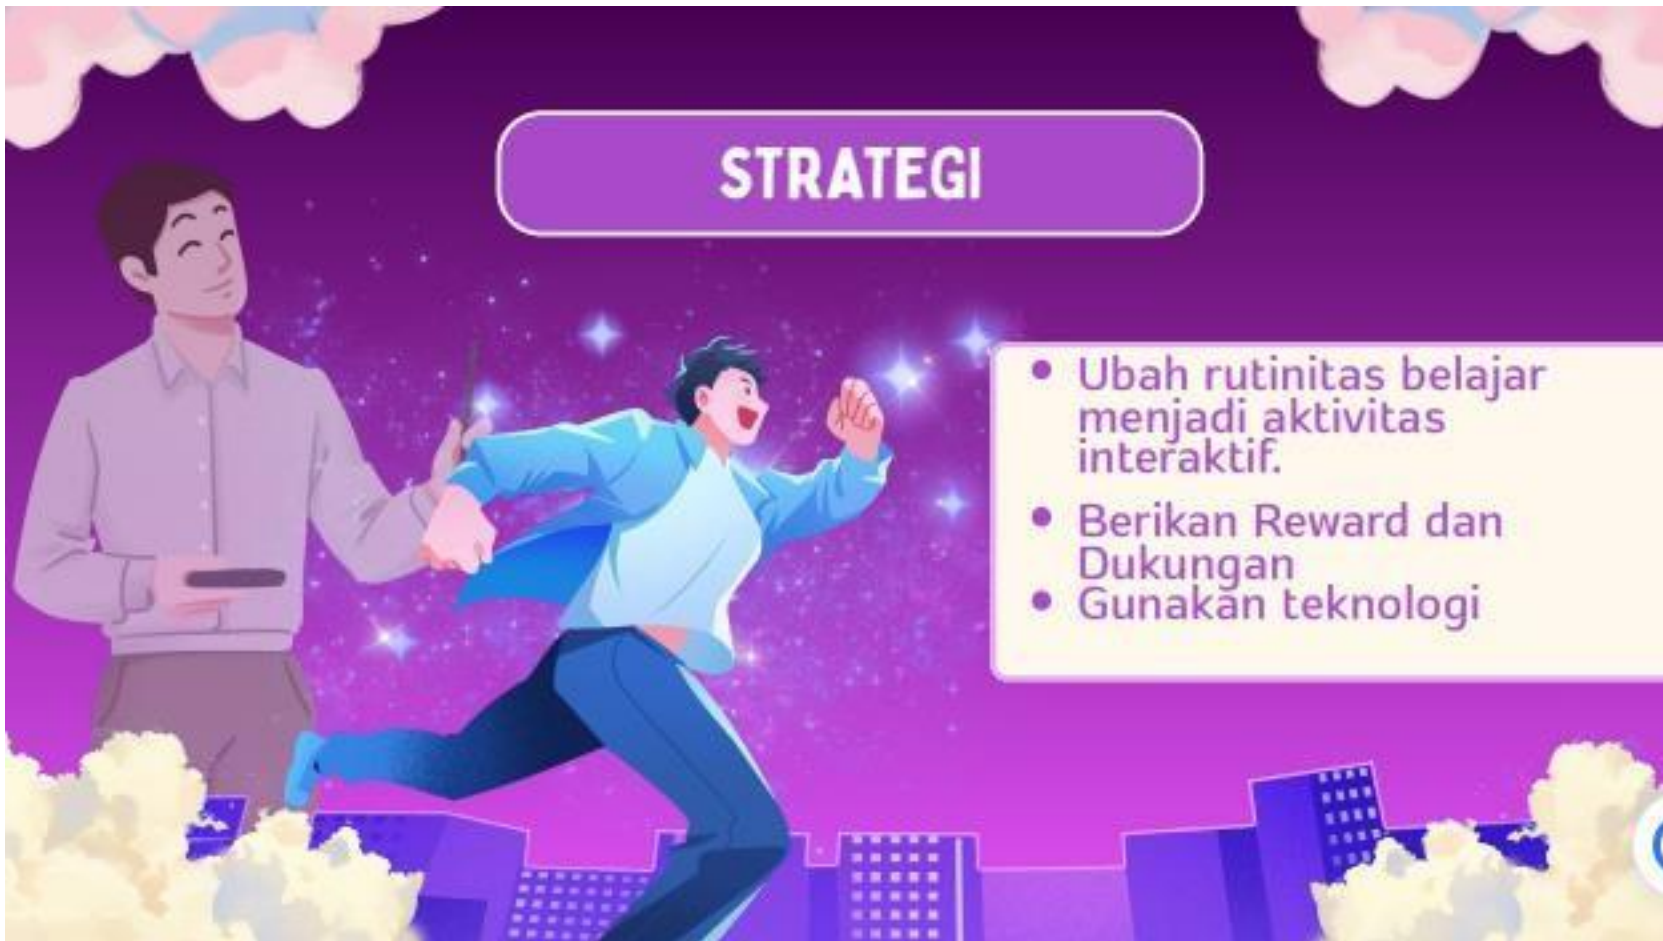 STRATEGI
• Ubah rutinitas belajar
menjadi aktivitas
interaktif.
• Berikan Reward dan
Dukungan
• Gunakan teknologi